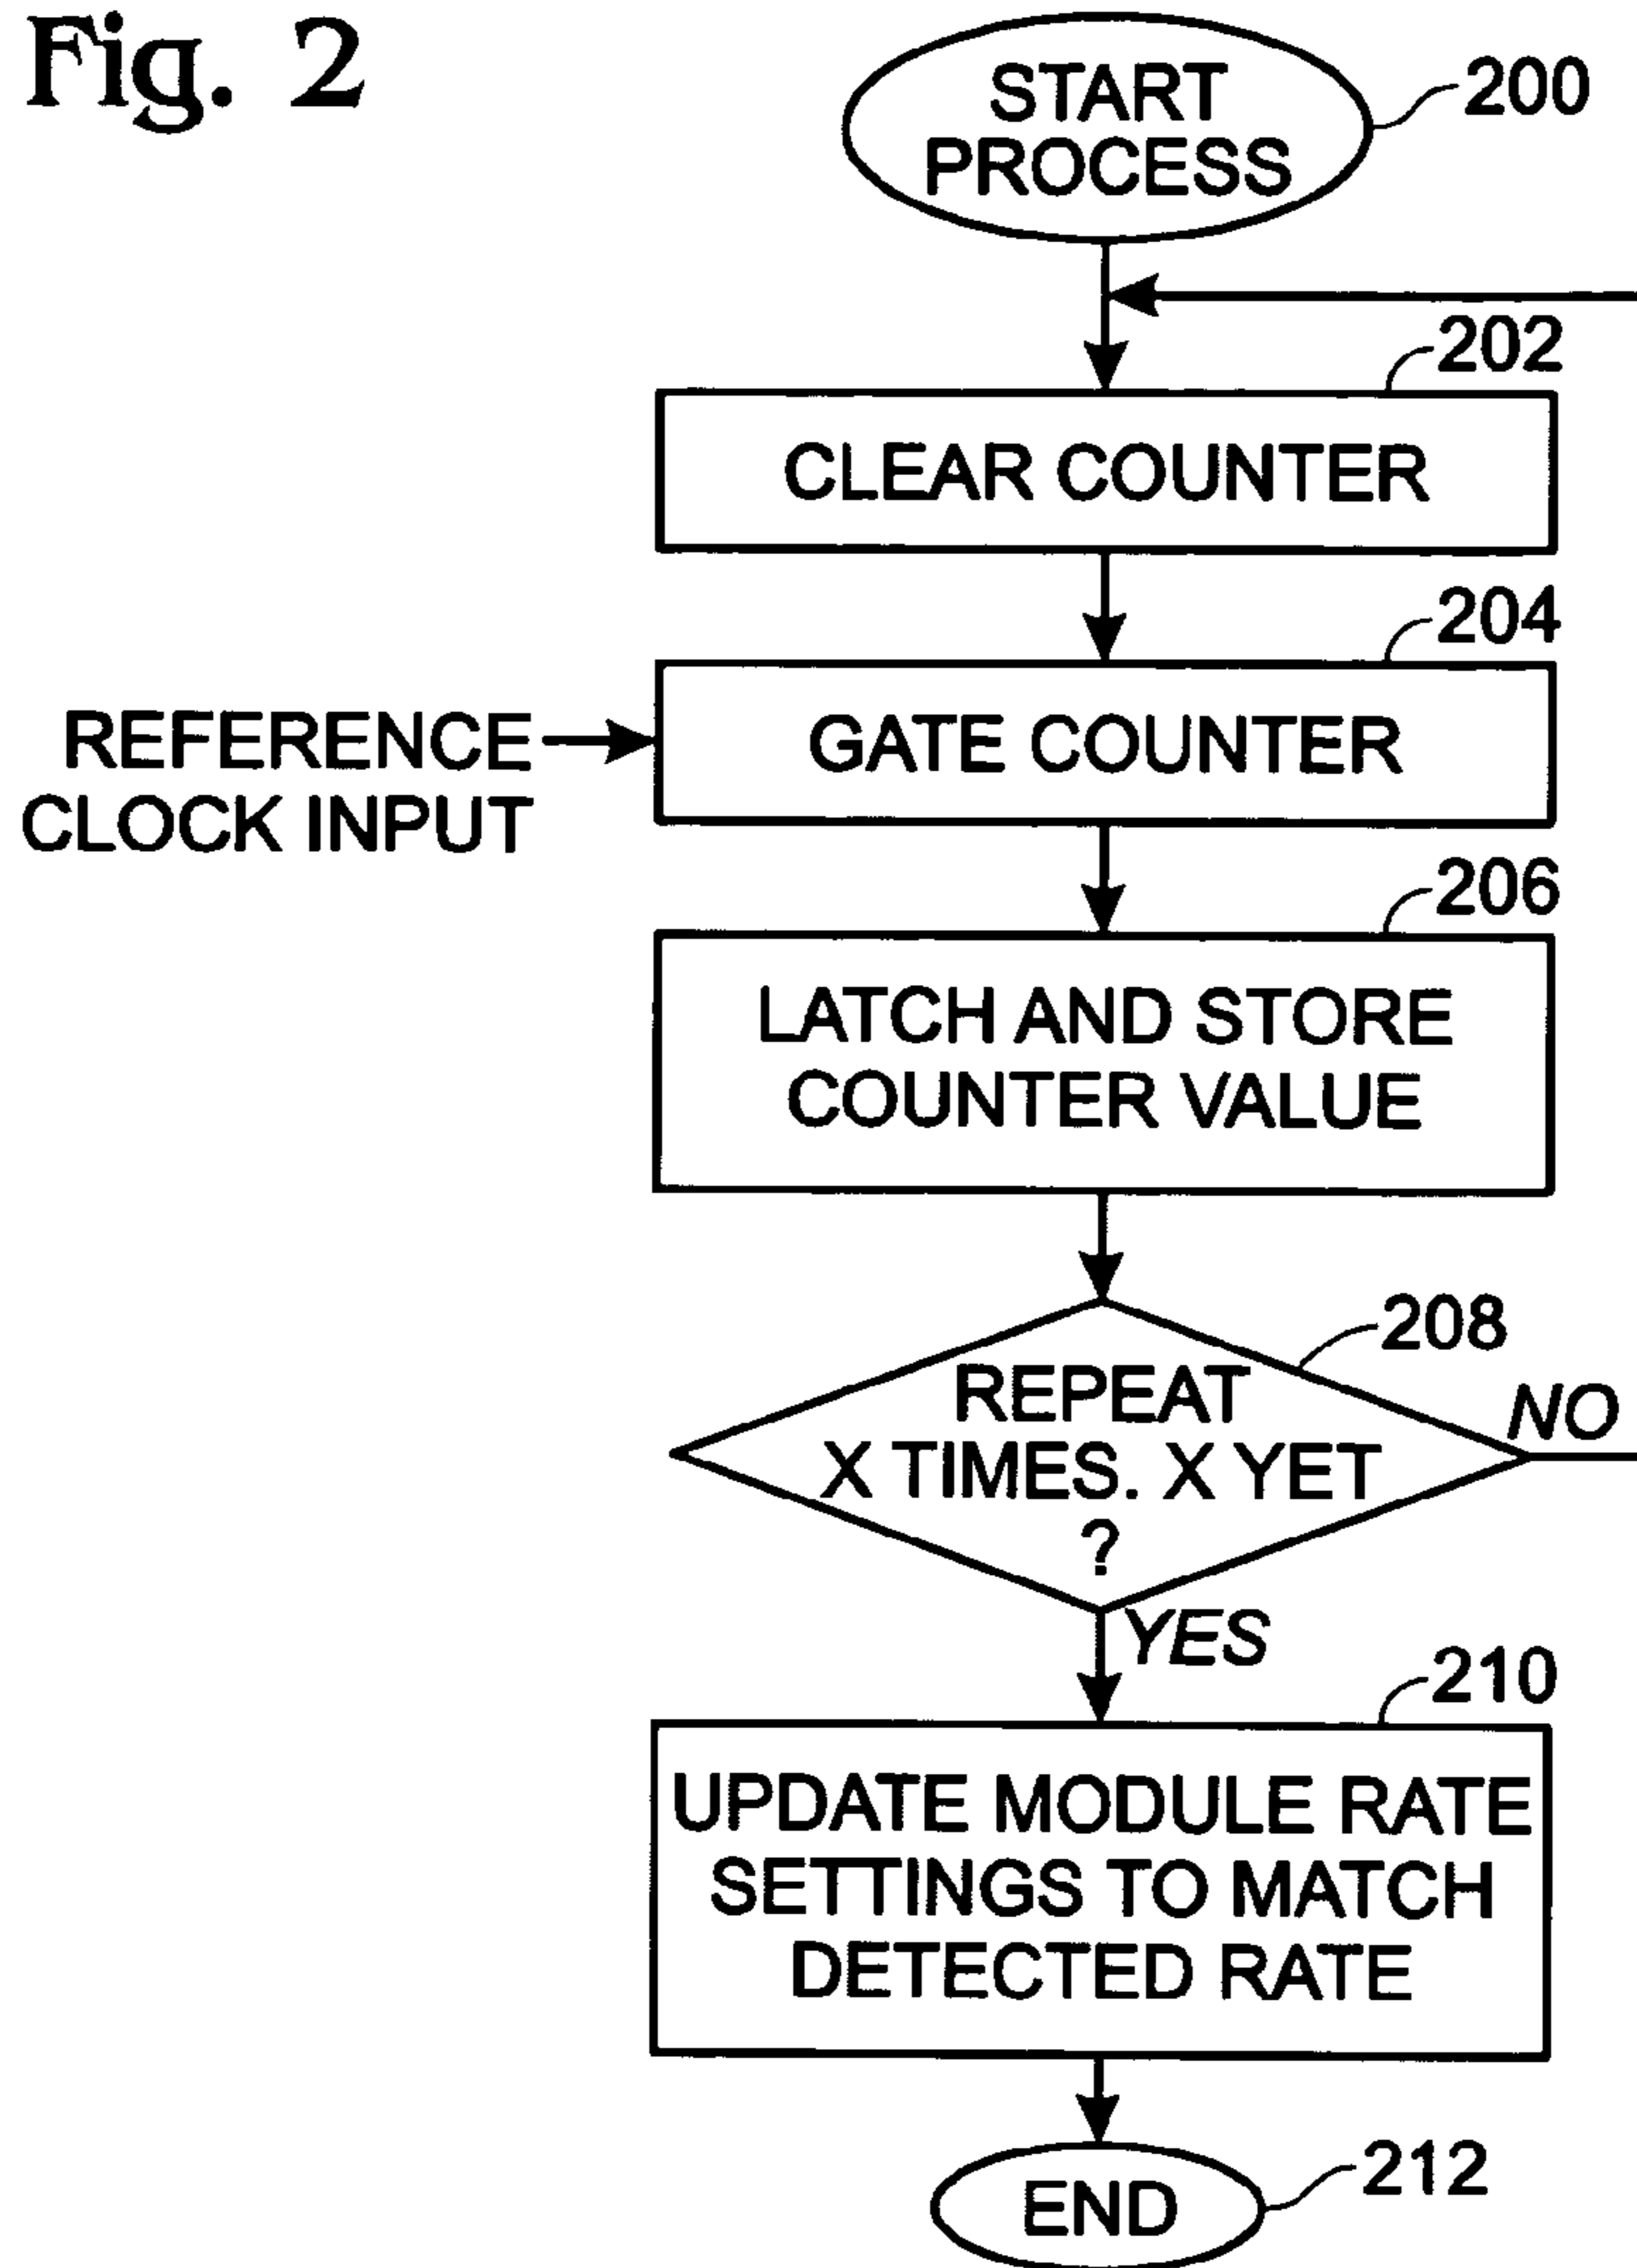 Fig. 2
START
PROCESS
200
202
CLEAR COUNTER
204
REFERENCE
CLOCK INPUT
GATE COUNTER
206
LATCH AND STORE
COUNTER VALUE
208
REPEAT
X TIMES. X YET
?
NO
YES
210
UPDATE MODULE RATE
SETTINGS TO MATCH
DETECTED RATE
END
212